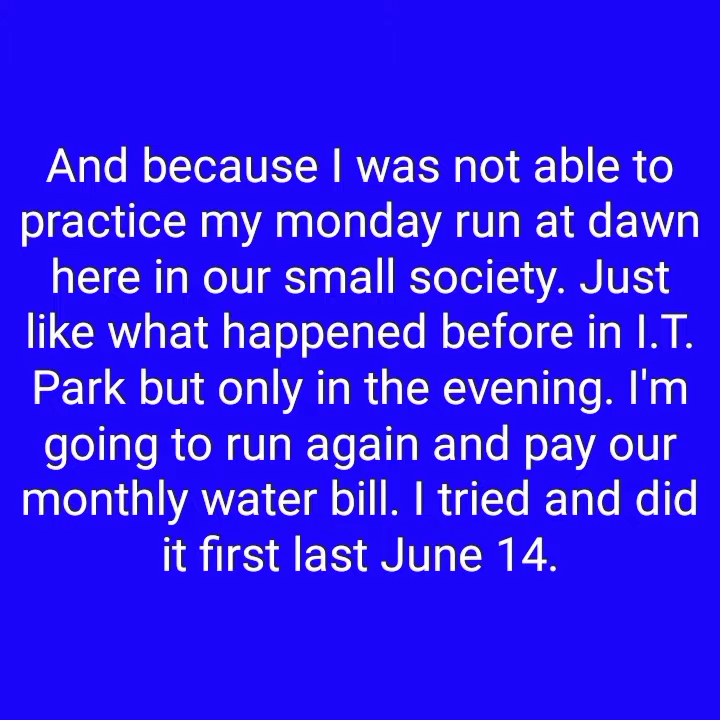 And because I was not able to
practice my monday run at dawn
here in our small society. Just
like what happened before in I.T.
Park but only in the evening. I'm
going to run again and pay our
monthly water bill. I tried and did
it first last June 14.